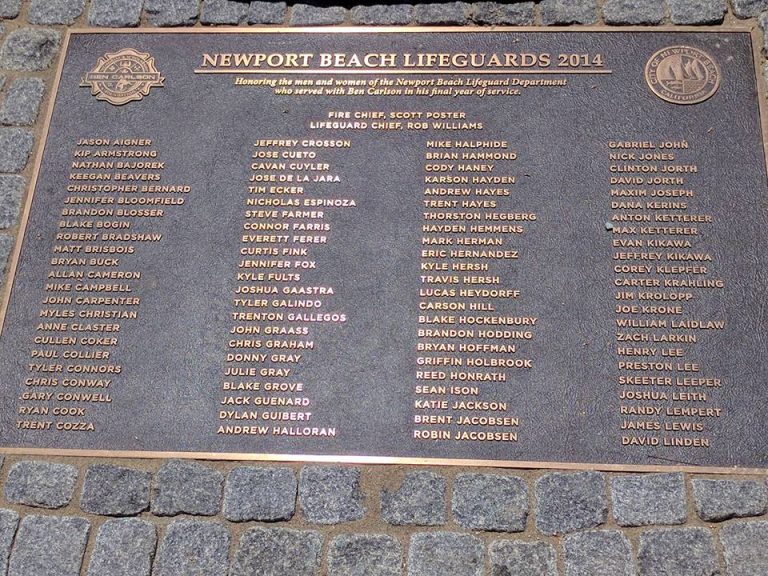 BEN CARLSON
NEWPORT BEACH LIFEGUARDS 2014
Honoring the men and women of the Newport Beach Lifeguard Department
who served with Ben Carlson in his final year of service.
CITY OF NEWPORT BEACH
CALIFORNIA
FIRE CHIEF, SCOTT POSTER
LIFEGUARD CHIEF, ROB WILLIAMS
JASON AIGNER
KIP ARMSTRONG
NATHAN BAJOREK
KEEGAN BEAVERS
CHRISTOPHER BERNARD
JENNIFER BLOOMFIELD
BRANDON BLOSSER
BLAKE BOGIN
ROBERT BRADSHAW
MATT BRISBOIS
BRYAN BUCK
ALLAN CAMERON
MIKE CAMPBELL
JOHN CARPENTER
MYLES CHRISTIAN
ANNE CLASTER
CULLEN COKER
PAUL COLLIER
TYLER CONNORS
CHRIS CONWAY
GARY CONWELL
RYAN COOK
TRENT COZZA
JEFFREY CROSSON
JOSE CUETO
CAVAN CUYLER
JOSE DE LA JARA
TIM ECKER
NICHOLAS ESPINOZA
STEVE FARMER
CONNOR FARRIS
EVERETT FERER
CURTIS FINK
JENNIFER FOX
KYLE FULTS
JOSHUA GAASTRA
TYLER GALINDO
TRENTON GALLEGOS
JOHN GRAASS
CHRIS GRAHAM
DONNY GRAY
JULIE GRAY
BLAKE GROVE
JACK GUENARD
DYLAN GUIBERT
ANDREW HALLORAN
MIKE HALPHIDE
BRIAN HAMMOND
CODY HANEY
KARSON HAYDEN
ANDREW HAYES
TRENT HAYES
THORSTON HEGBERG
HAYDEN HEMMENS
MARK HERMAN
ERIC HERNANDEZ
KYLE HERSH
TRAVIS HERSH
LUCAS HEYDORFF
CARSON HILL
BLAKE HOCKENBURY
BRANDON HODDING
BRYAN HOFFMAN
GRIFFIN HOLBROOK
REED HONRATH
SEAN ISON
KATIE JACKSON
BRENT JACOBSEN
ROBIN JACOBSEN
GABRIEL JOHN
NICK JONES
CLINTON JORTH
DAVID JORTH
MAXIM JOSEPH
DANA KERINS
ANTON KETTERER
MAX KETTERER
EVAN KIKAWA
JEFFREY KIKAWA
COREY KLEPFER
CARTER KRAHLING
JIM KROLOPP
JOE KRONE
WILLIAM LAIDLAW
ZACH LARKIN
HENRY LEE
PRESTON LEE
SKEETER LEEPER
JOSHUA LEITH
RANDY LEMPERT
JAMES LEWIS
DAVID LINDEN